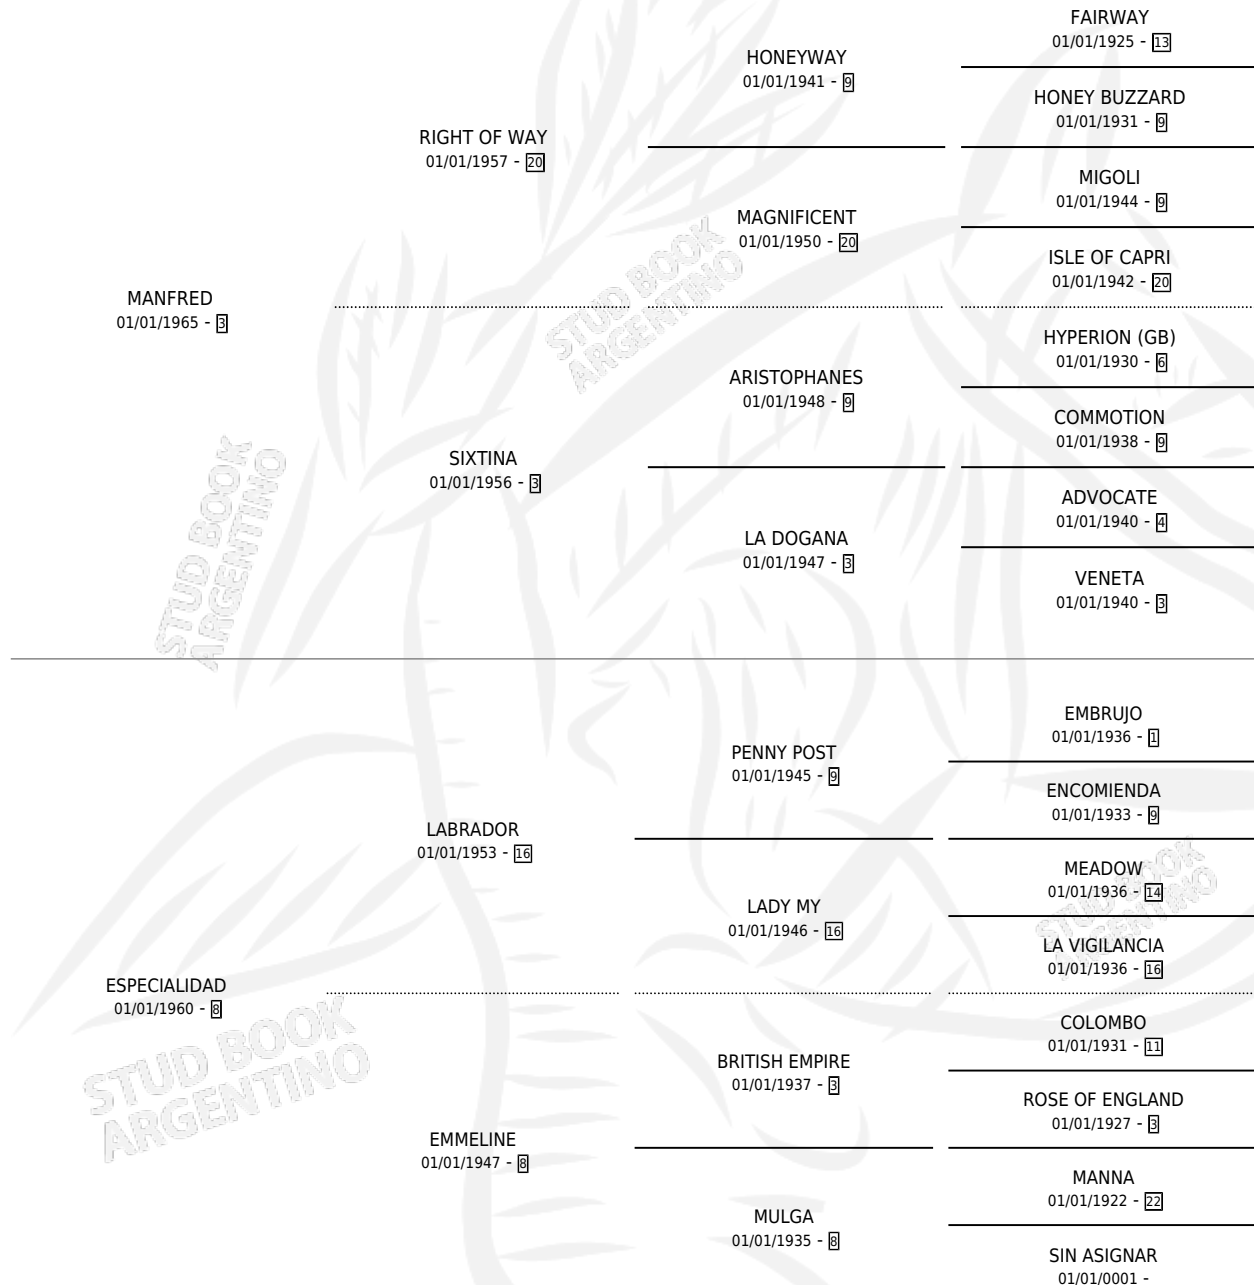 FAIRWAY
01/01/1925 - 13
HONEYWAY
01/01/1941 - 9
HONEY BUZZARD
01/01/1931 - 9
RIGHT OF WAY
01/01/1957 - 20
MIGOLI
01/01/1944 - 9
MAGNIFICENT
01/01/1950 - 20
ISLE OF CAPRI
01/01/1942 - 20
STUD BOOK
ARGENTINO
MANFRED
01/01/1965 - 3
HYPERION (GB)
01/01/1930 - 6
ARISTOPHANES
01/01/1948 - 9
COMMOTION
01/01/1938 - 9
SIXTINA
01/01/1956 - 3
ADVOCATE
01/01/1940 - 4
LA DOGANA
01/01/1947 - 3
VENETA
01/01/1940 - 3
STUD BOOK
ARGENTINO
EMBRUJO
01/01/1936 - 1
PENNY POST
01/01/1945 - 9
ENCOMIENDA
01/01/1933 - 9
LABRADOR
01/01/1953 - 16
MEADOW
01/01/1936 - 14
LADY MY
01/01/1946 - 16
LA VIGILANCIA
01/01/1936 - 16
STUD BOOK
ARGENTINO
ESPECIALIDAD
01/01/1960 - 8
COLOMBO
01/01/1931 - 11
BRITISH EMPIRE
01/01/1937 - 3
ROSE OF ENGLAND
01/01/1927 - 3
STUD BOOK
ARGENTINO
EMMELINE
01/01/1947 - 8
MANNA
01/01/1922 - 22
MULGA
01/01/1935 - 8
SIN ASIGNAR
01/01/0001 -